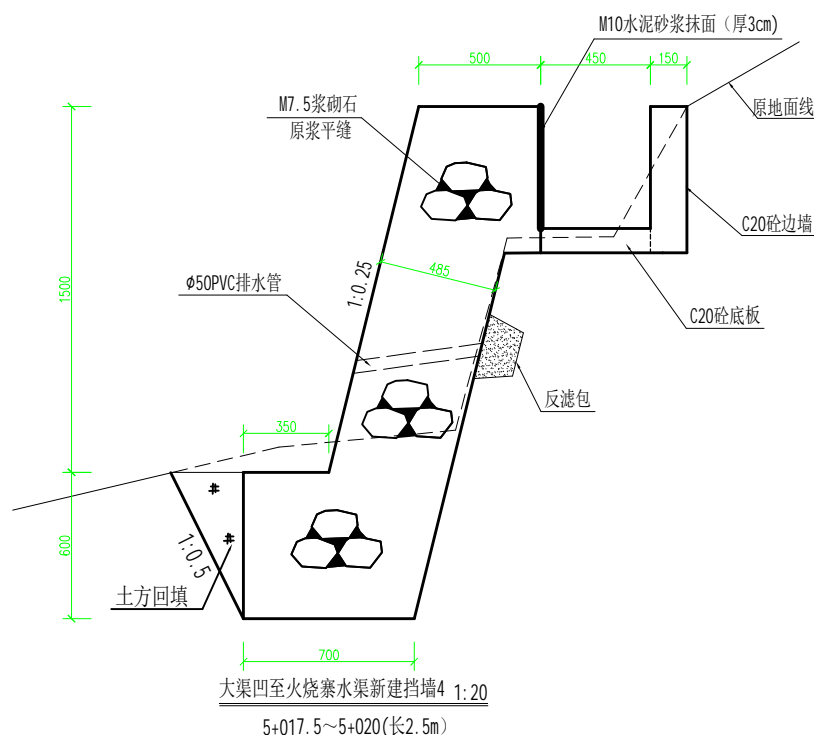 M10水泥砂浆抹面（厚3cm)
500
450
150
M7.5浆砌石
原浆平缝
原地面线
C20砼边墙
1:0.25
485
φ50PVC排水管
1500
C20砼底板
反滤包
350
600
1:0.5
土方回填
700
大渠凹至火烧寨水渠新建挡墙4 1:20
5+017.5～5+020(长2.5m）